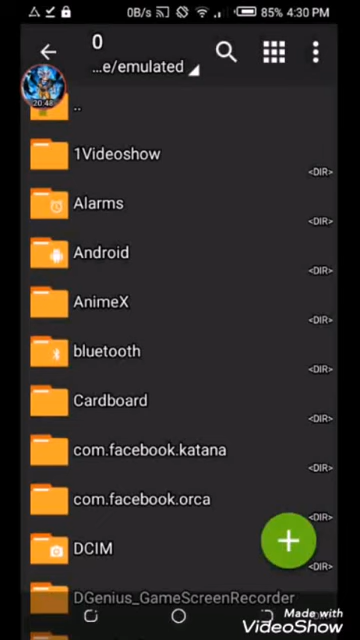 0B/s 85% 4:30 PM
0
...e/emulated
20:48
..
1Videoshow
<DIR>
Alarms
<DIR>
Android
<DIR>
AnimeX
<DIR>
bluetooth
<DIR>
Cardboard
<DIR>
com.facebook.katana
<DIR>
com.facebook.orca
<DIR>
DCIM
<DIR>
DGenius_GameScreenRecorder
Made with
VideoShow